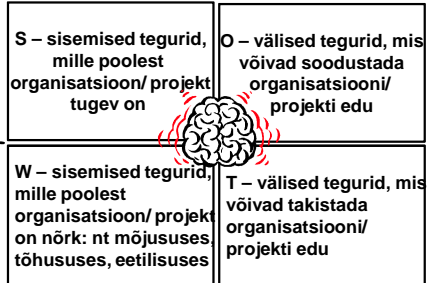 S – sisemised tegurid,
mille poolest
organisatsioon/ projekt
tugev on
O – välised tegurid, mis
võivad soodustada
organisatsiooni/
projekti edu
W – sisemised tegurid,
mille poolest
organisatsioon/ projekt
on nõrk: nt mõjususes,
tõhususes, eetilisuses
T – välised tegurid, mis
võivad takistada
organisatsiooni/
projekti edu